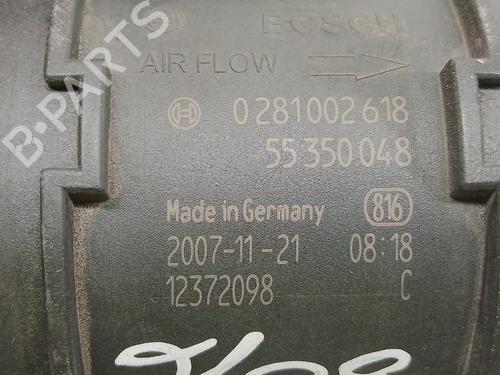 BOSCH
AIR FLOW
0 281 002 618
55 350 048
Made in Germany 816
2007-11-21 08:18
12372098 C
B-PARTS